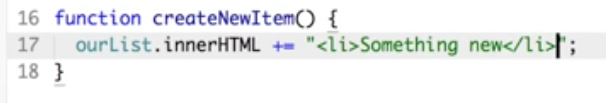 16 function createNewItem() {
17   ourList.innerHTML += "<li>Something new</li>";
18 }